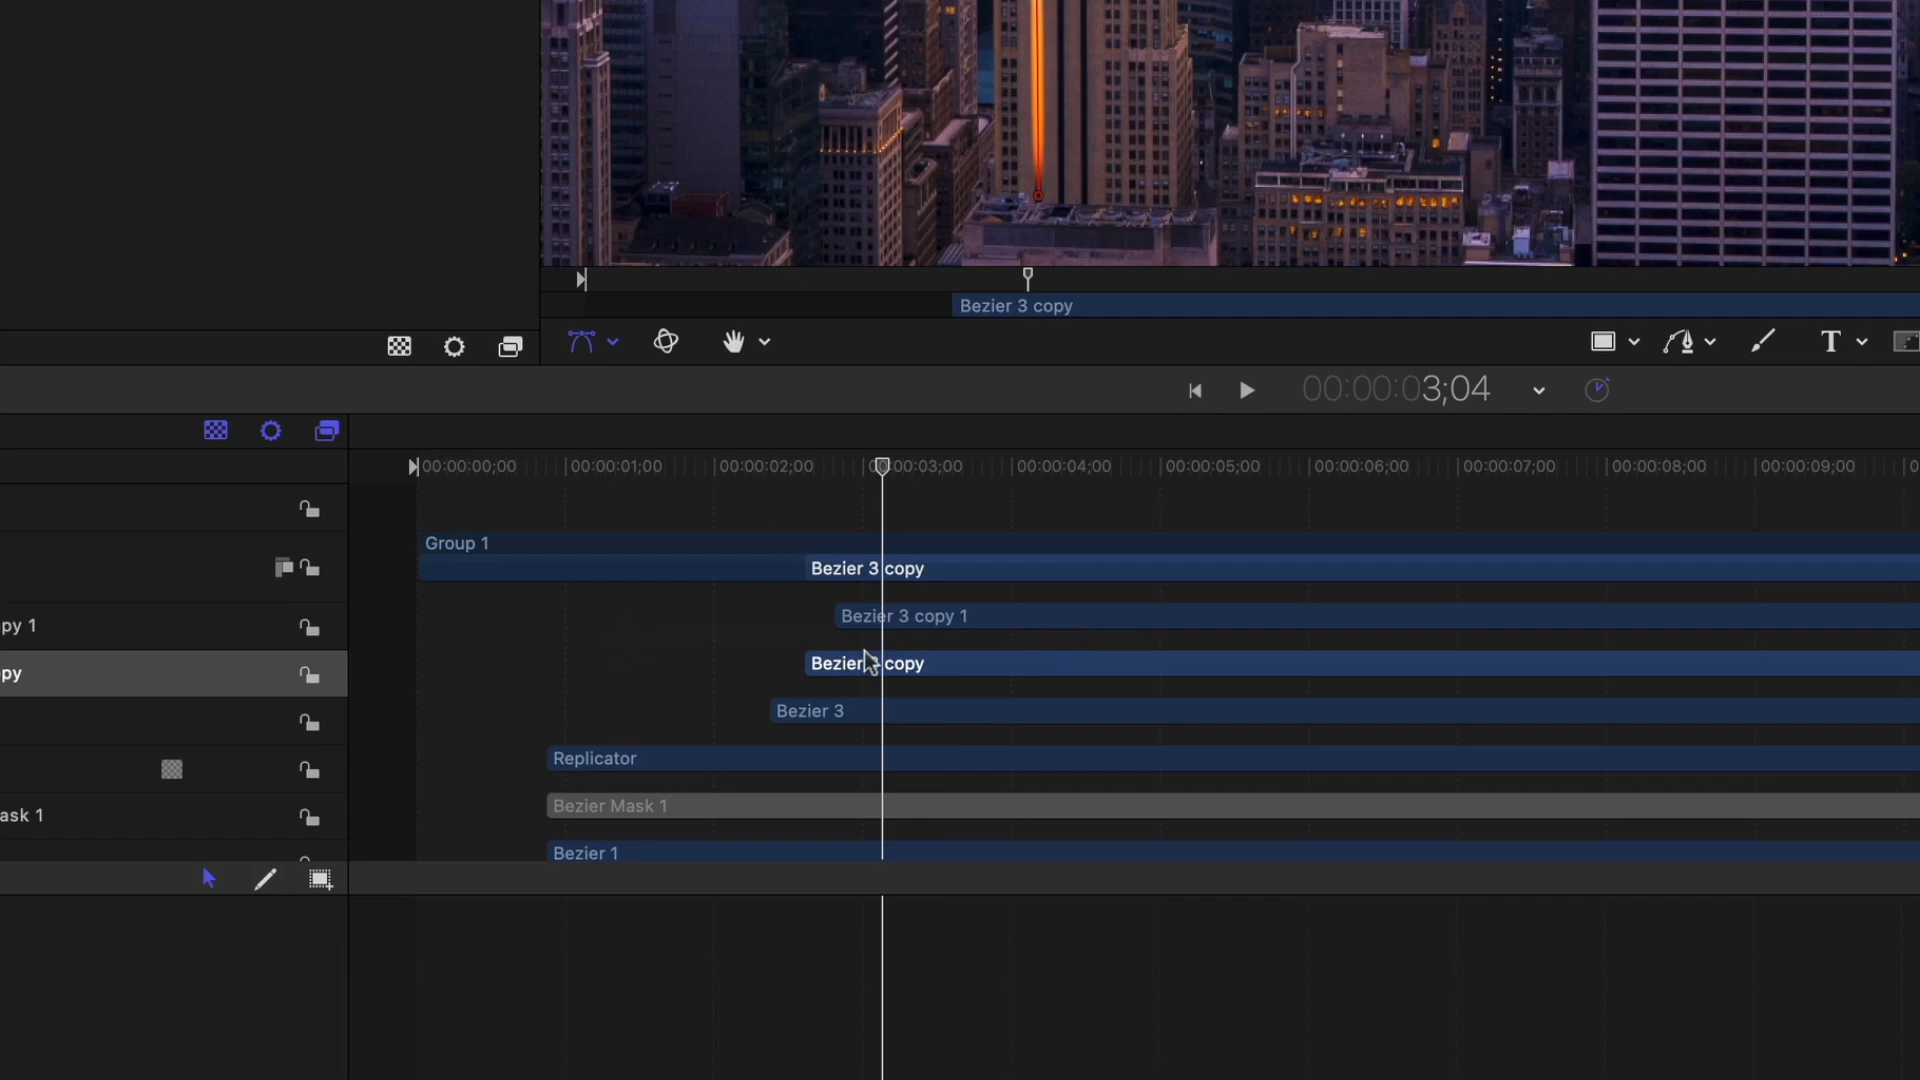 Bezier 3 copy
T
00:00:03;04
00:00:00;00 00:00:01;00 00:00:02;00 00:00:03;00 00:00:04;00 00:00:05;00 00:00:06;00 00:00:07;00 00:00:08;00 00:00:09;00
Group 1
Bezier 3 copy
py 1
Bezier 3 copy 1
py
Bezier copy
Bezier 3
Replicator
ask 1
Bezier Mask 1
Bezier 1